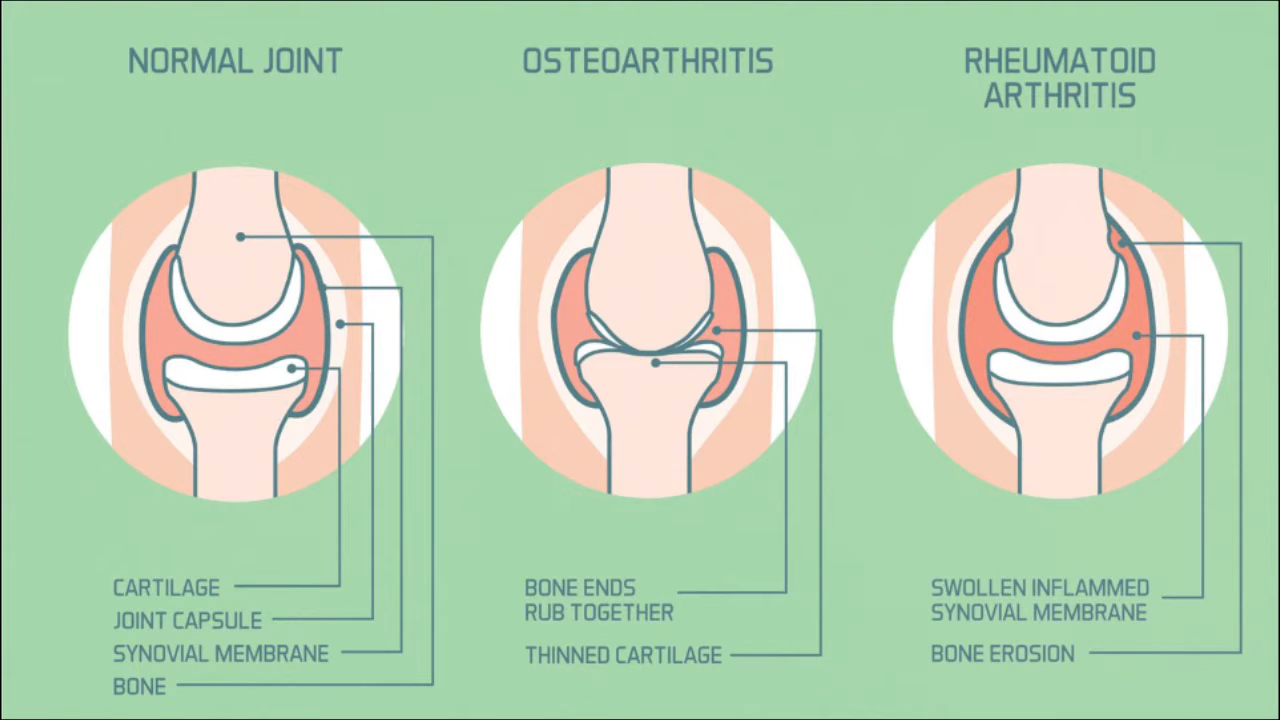 NORMAL JOINT
CARTILAGE
JOINT CAPSULE
SYNOVIAL MEMBRANE
BONE
OSTEOARTHRITIS
BONE ENDS
RUB TOGETHER
THINNED CARTILAGE
RHEUMATOID
ARTHRITIS
SWOLLEN INFLAMMED
SYNOVIAL MEMBRANE
BONE EROSION